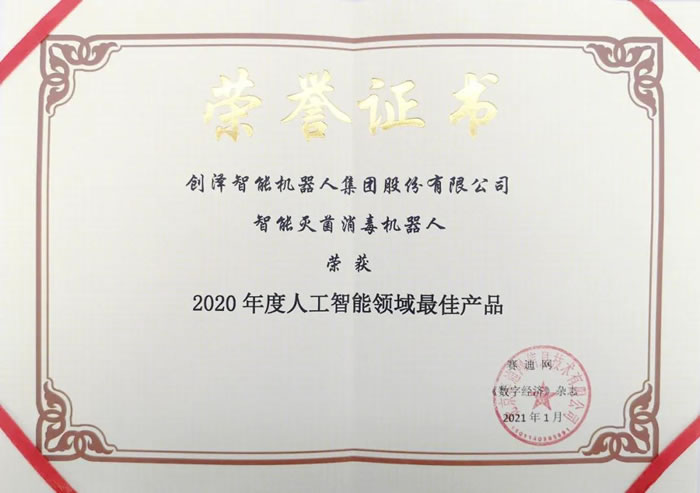 荣誉证书
创泽智能机器人集团股份有限公司
智能灭菌消毒机器人
荣获
2020年度人工智能领域最佳产品
赛迪网
《数字经济》杂志
2021年1月